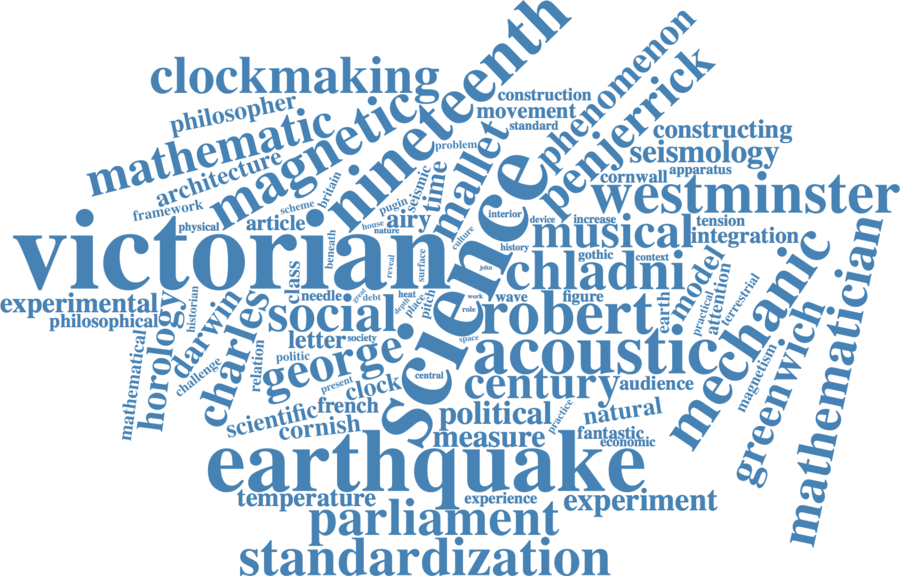 nineteenth
phenomenon
clockmaking
penjerrick
philosopher
magnetic
construction
movement
standard
mathematic
mallet
constructing
problem
seismology
architecture
science
apparatus
cornwall
westminster
framework
scheme
britain
seismic
time
pugin
physical
article
house
nature
airy
culture
interior
device
increase
tension
musical
integration
victorian
beneath
reveal
surface
history
gothic
context
john
chladni
model
mechanic
mathematician
experimental
philosophical
historian
class
needle
great
debt
heat
depth
place
pitch
work
role
wave
figure
robert
earth
practical
attention
terrestrial
horology
darwin
social
letter
society
space
acoustic
mathematical
challenge
charles
relation
politic
george
present
clock
central
century
audience
magnetism
greenwich
scientific
french
cornish
political
practice
natural
measure
fantastic
economic
earthquake
temperature
experience
experiment
parliament
standardization